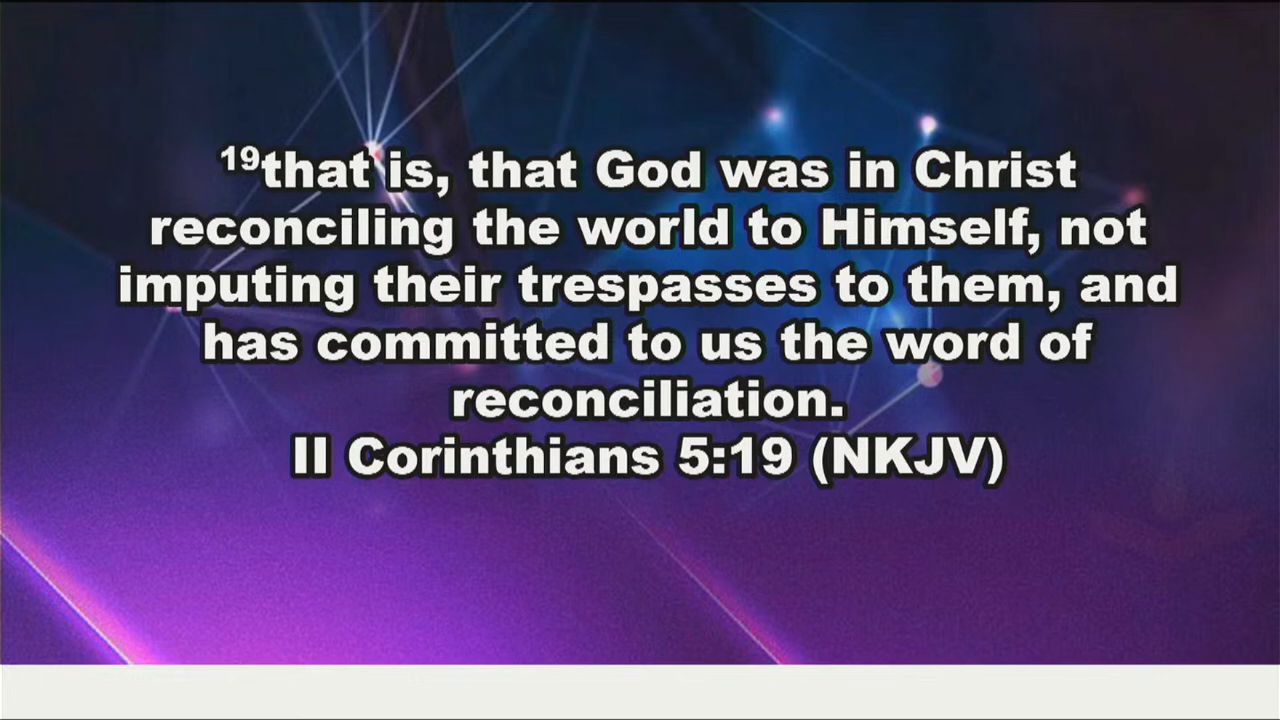 19that is, that God was in Christ
reconciling the world to Himself, not
imputing their trespasses to them, and
has committed to us the word of
reconciliation.
II Corinthians 5:19 (NKJV)